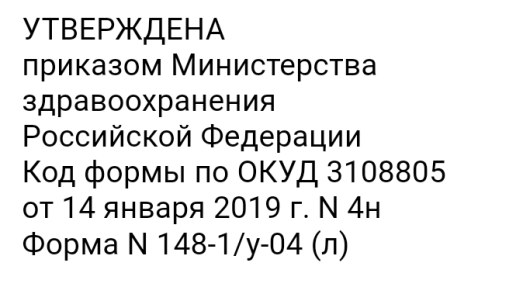 УТВЕРЖДЕНА
приказом Министерства
здравоохранения
Российской Федерации
Код формы по ОКУД 3108805
от 14 января 2019 г. N 4н
Форма N 148-1/у-04 (л)